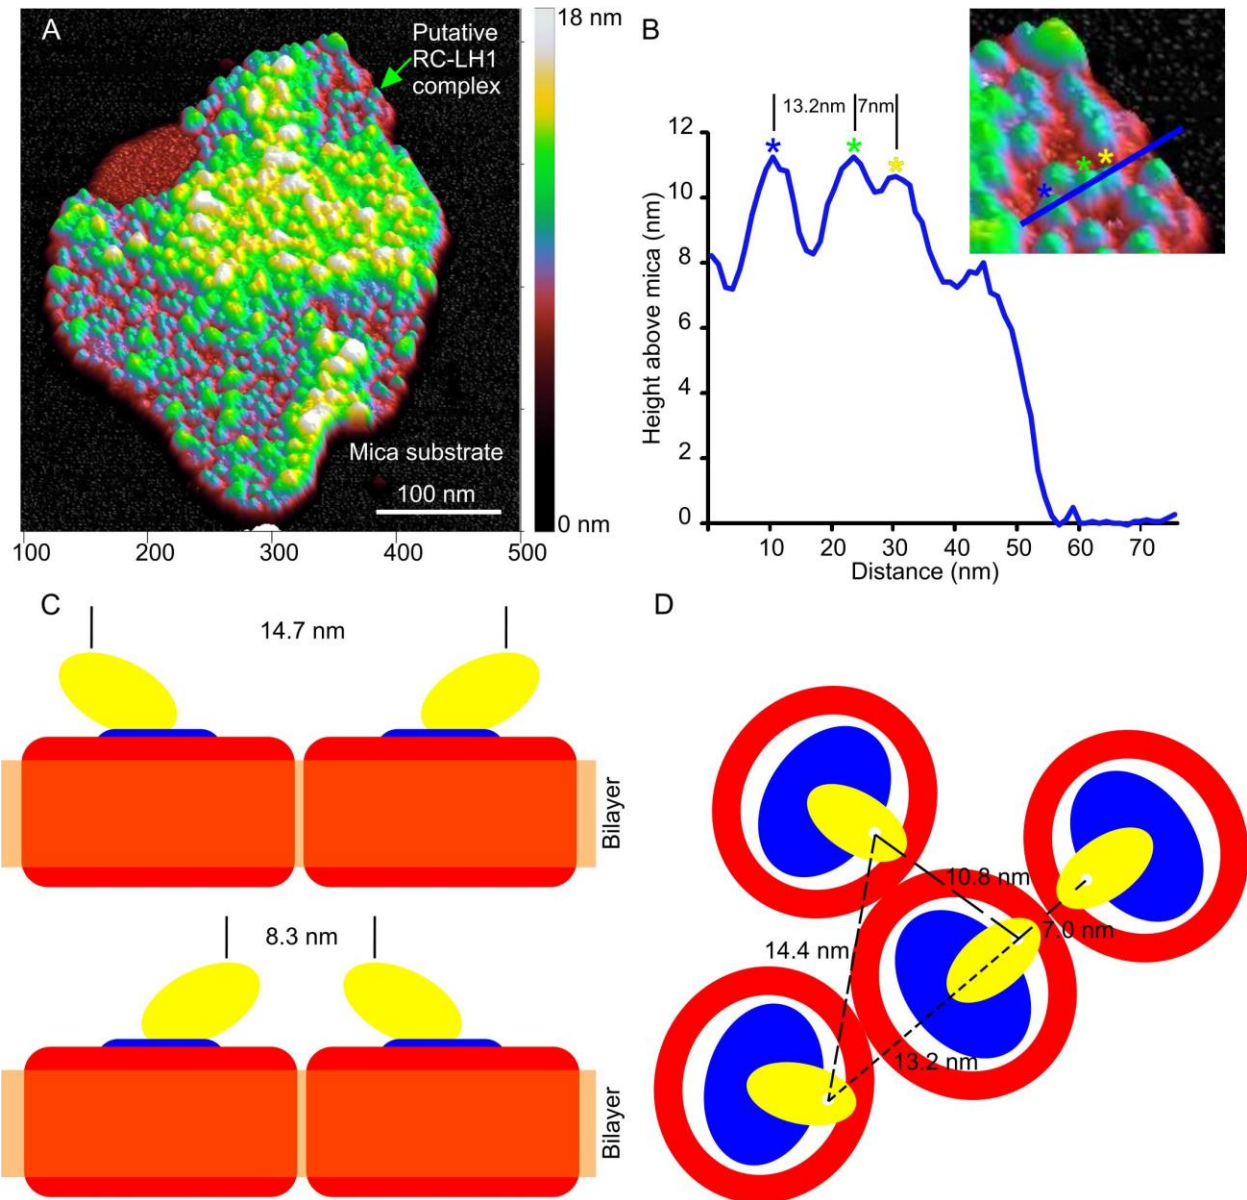 A
Putative
RC-LH1
complex
18 nm
0 nm
Mica substrate
100 nm
100 200 300 400 500
B
13.2nm 7nm
* * *
Height above mica (nm)
12
10
8
6
4
2
0
10 20 30 40 50 60 70
Distance (nm)
* * *
C
14.7 nm
Bilayer
8.3 nm
Bilayer
D
10.8 nm
7.0 nm
14.4 nm
13.2 nm